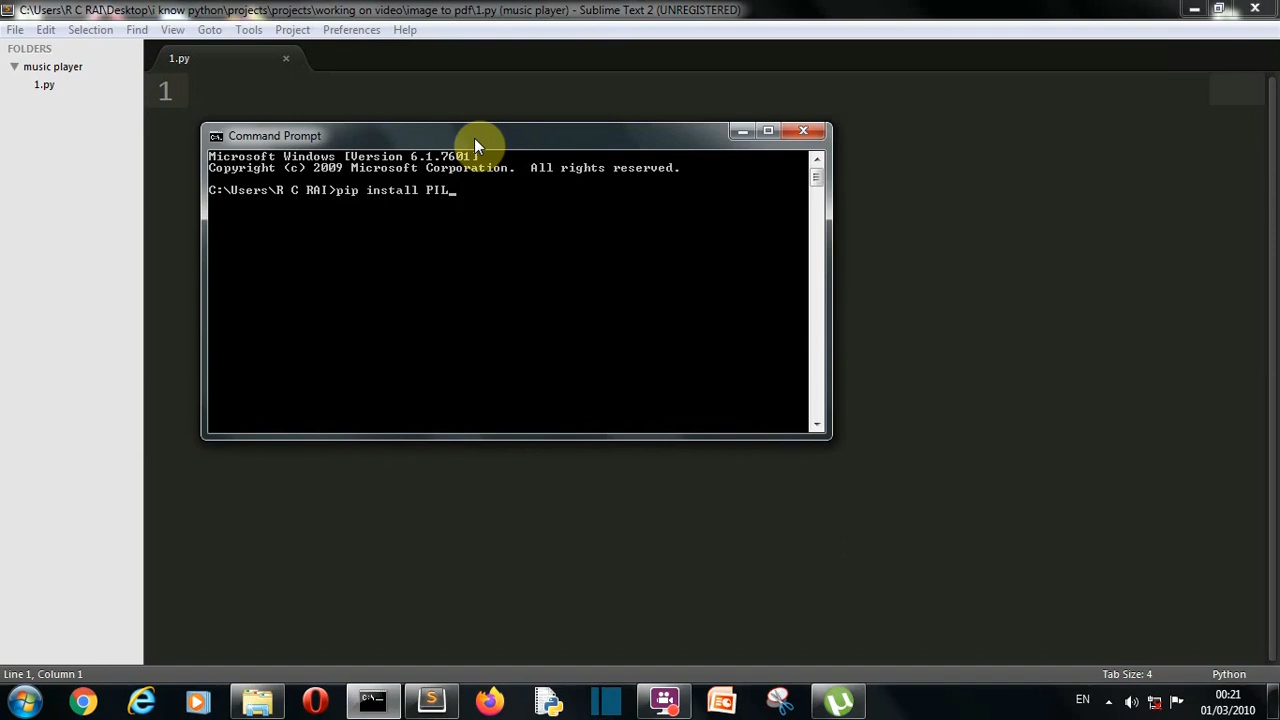 C:\Users\R C RAI\Desktop\i know python\projects\projects\working on video\image to pdf\1.py (music player) - Sublime Text 2 (UNREGISTERED)
File Edit Selection Find View Goto Tools Project Preferences Help
FOLDERS
music player
1.py
1.py
1
Command Prompt
Microsoft Windows [Version 6.1.7601]
Copyright (c) 2009 Microsoft Corporation. All rights reserved.
C:\Users\R C RAI>pip install PIL_
Line 1, Column 1
Tab Size: 4
Python
EN
00:21
01/03/2010